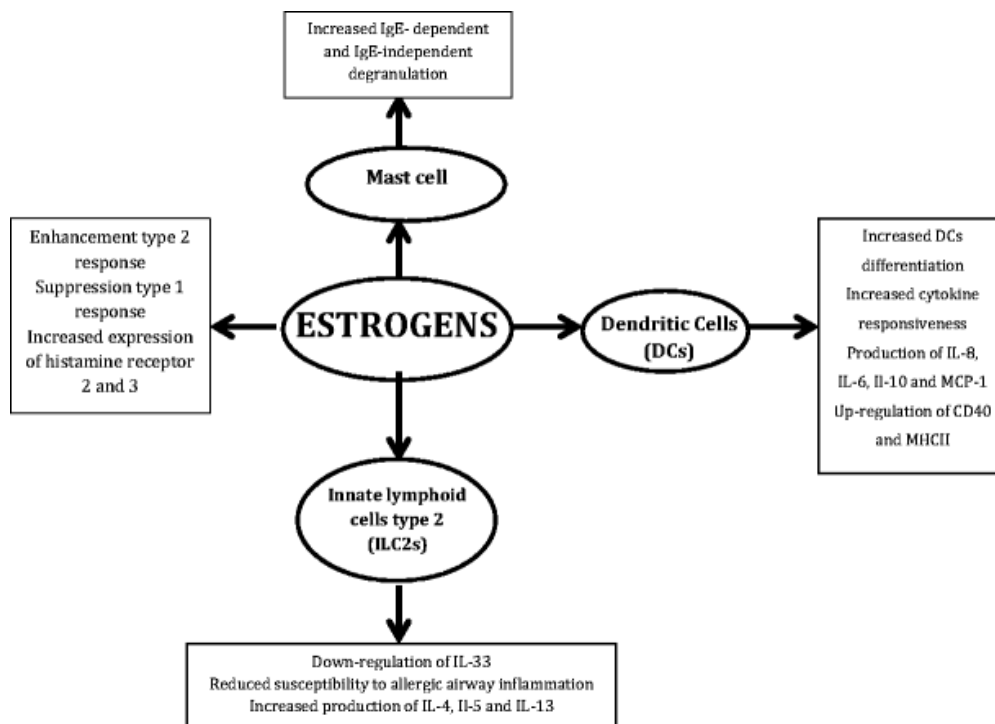 Increased IgE- dependent
and IgE-independent
degranulation
Mast cell
Enhancement type 2
response
Suppression type 1
response
Increased expression
of histamine receptor
2 and 3
ESTROGENS
Dendritic Cells
(DCs)
Increased DCs
differentiation
Increased cytokine
responsiveness
Production of IL-8,
IL-6, Il-10 and MCP-1
Up-regulation of CD40
and MHCII
Innate lymphoid
cells type 2
(ILC2s)
Down-regulation of IL-33
Reduced susceptibility to allergic airway inflammation
Increased production of IL-4, Il-5 and IL-13